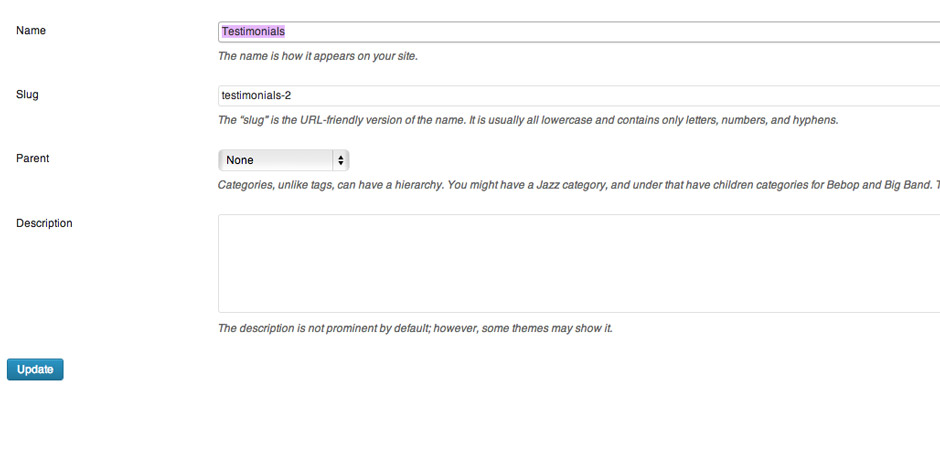 Name
Testimonials
The name is how it appears on your site.
Slug
testimonials-2
The “slug” is the URL-friendly version of the name. It is usually all lowercase and contains only letters, numbers, and hyphens.
Parent
None
Categories, unlike tags, can have a hierarchy. You might have a Jazz category, and under that have children categories for Bebop and Big Band. T
Description
The description is not prominent by default; however, some themes may show it.
Update